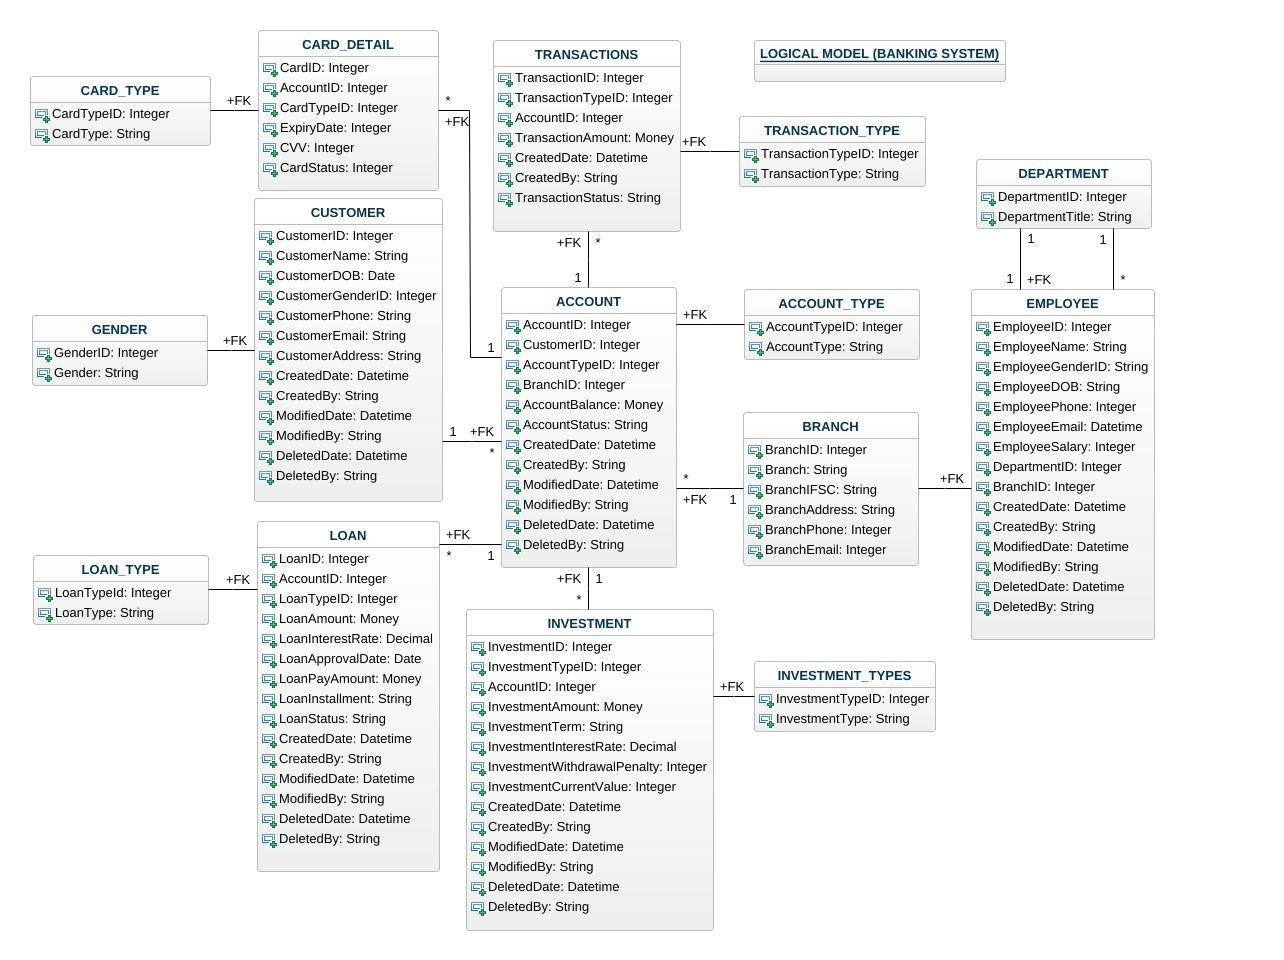 LOGICAL MODEL (BANKING SYSTEM)
CARD_TYPE
CardTypeID: Integer
CardType: String
+FK
CARD_DETAIL
CardID: Integer
AccountID: Integer
CardTypeID: Integer
ExpiryDate: Integer
CVV: Integer
CardStatus: Integer
*
+FK
1
TRANSACTIONS
TransactionID: Integer
TransactionTypeID: Integer
AccountID: Integer
TransactionAmount: Money
CreatedDate: Datetime
CreatedBy: String
TransactionStatus: String
+FK
TRANSACTION_TYPE
TransactionTypeID: Integer
TransactionType: String
+FK
*
1
DEPARTMENT
DepartmentID: Integer
DepartmentTitle: String
1
1
1
+FK
*
GENDER
GenderID: Integer
Gender: String
+FK
CUSTOMER
CustomerID: Integer
CustomerName: String
CustomerDOB: Date
CustomerGenderID: Integer
CustomerPhone: String
CustomerEmail: String
CustomerAddress: String
CreatedDate: Datetime
CreatedBy: String
ModifiedDate: Datetime
ModifiedBy: String
DeletedDate: Datetime
DeletedBy: String
1
+FK
*
ACCOUNT
AccountID: Integer
CustomerID: Integer
AccountTypeID: Integer
BranchID: Integer
AccountBalance: Money
AccountStatus: String
CreatedDate: Datetime
CreatedBy: String
ModifiedDate: Datetime
ModifiedBy: String
DeletedDate: Datetime
DeletedBy: String
+FK
ACCOUNT_TYPE
AccountTypeID: Integer
AccountType: String
*
+FK
1
BRANCH
BranchID: Integer
Branch: String
BranchIFSC: String
BranchAddress: String
BranchPhone: Integer
BranchEmail: Integer
+FK
EMPLOYEE
EmployeeID: Integer
EmployeeName: String
EmployeeGenderID: String
EmployeeDOB: String
EmployeePhone: Integer
EmployeeEmail: Datetime
EmployeeSalary: Integer
DepartmentID: Integer
BranchID: Integer
CreatedDate: Datetime
CreatedBy: String
ModifiedDate: Datetime
ModifiedBy: String
DeletedDate: Datetime
DeletedBy: String
LOAN_TYPE
LoanTypeId: Integer
LoanType: String
+FK
LOAN
LoanID: Integer
AccountID: Integer
LoanTypeID: Integer
LoanAmount: Money
LoanInterestRate: Decimal
LoanApprovalDate: Date
LoanPayAmount: Money
LoanInstallment: String
LoanStatus: String
CreatedDate: Datetime
CreatedBy: String
ModifiedDate: Datetime
ModifiedBy: String
DeletedDate: Datetime
DeletedBy: String
+FK
*
1
+FK
1
*
INVESTMENT
InvestmentID: Integer
InvestmentTypeID: Integer
AccountID: Integer
InvestmentAmount: Money
InvestmentTerm: String
InvestmentInterestRate: Decimal
InvestmentWithdrawalPenalty: Integer
InvestmentCurrentValue: Integer
CreatedDate: Datetime
CreatedBy: String
ModifiedDate: Datetime
ModifiedBy: String
DeletedDate: Datetime
DeletedBy: String
+FK
INVESTMENT_TYPES
InvestmentTypeID: Integer
InvestmentType: String